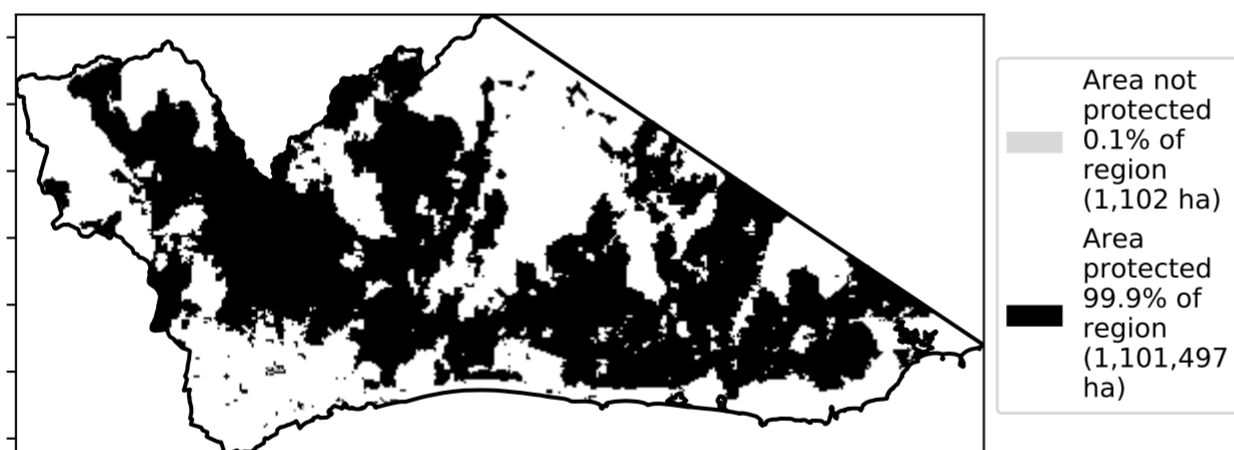 Area not
protected
0.1% of
region
(1,102 ha)
Area
protected
99.9% of
region
(1,101,497
ha)